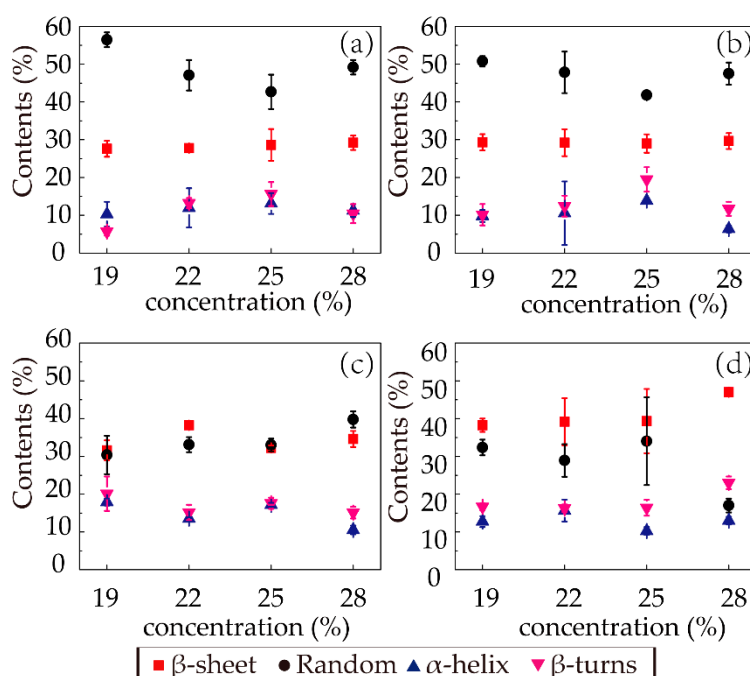 (a)
Contents (%)
60
50
40
30
20
10
0
19 22 25 28
concentration (%)
(b)
Contents (%)
60
50
40
30
20
10
0
19 22 25 28
concentration (%)
(c)
Contents (%)
60
50
40
30
20
10
0
19 22 25 28
concentration (%)
(d)
Contents (%)
60
50
40
30
20
10
0
19 22 25 28
concentration (%)
β-sheet Random α-helix β-turns